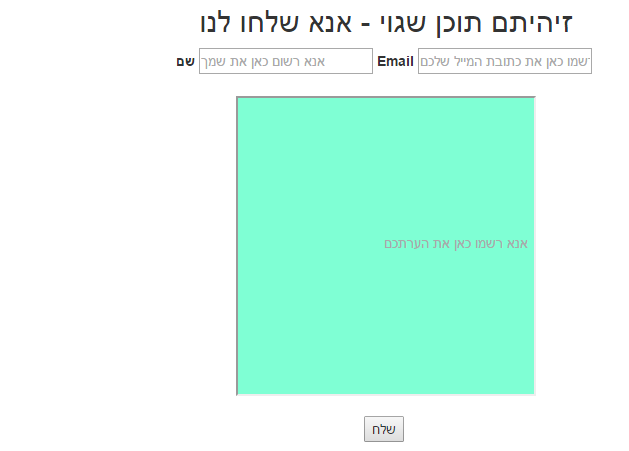 זיהיתם תוכן שגוי - אנא שלחו לנו
שם אנא רשום כאן את שמך Email רשמו כאן את כתובת המייל שלכם
אנא רשמו כאן את הערתכם
שלח